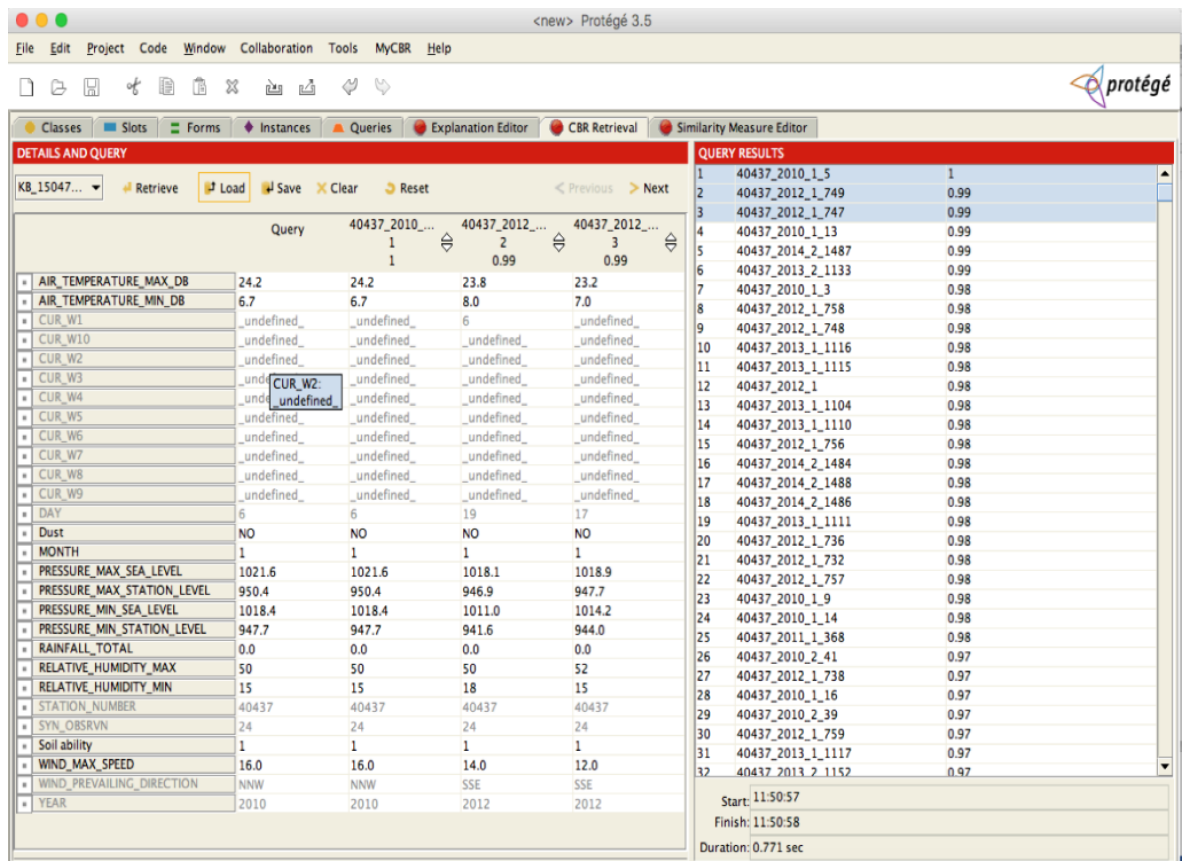 <new> Protégé 3.5
File Edit Project Code Window Collaboration Tools MyCBR Help
protégé
Classes Slots Forms Instances Queries Explanation Editor CBR Retrieval Similarity Measure Editor
DETAILS AND QUERY
KB_15047... Retrieve Load Save Clear Reset Previous Next
Query 40437_2010_... 40437_2012_... 40437_2012_...
1 2 3
1 0.99 0.99
AIR_TEMPERATURE_MAX_DB 24.2 24.2 23.8 23.2
AIR_TEMPERATURE_MIN_DB 6.7 6.7 8.0 7.0
CUR_W1 _undefined_ _undefined_ 6 _undefined_
CUR_W10 _undefined_ _undefined_ _undefined_ _undefined_
CUR_W2 _undefined_ _undefined_ _undefined_ _undefined_
CUR_W3 _unde _undefined_ _undefined_ _undefined_
CUR_W4 _unde _undefined_ _undefined_ _undefined_
CUR_W2:
_undefined_
CUR_W5 _undefined_ _undefined_ _undefined_ _undefined_
CUR_W6 _undefined_ _undefined_ _undefined_ _undefined_
CUR_W7 _undefined_ _undefined_ _undefined_ _undefined_
CUR_W8 _undefined_ _undefined_ _undefined_ _undefined_
CUR_W9 _undefined_ _undefined_ _undefined_ _undefined_
DAY 6 6 19 17
Dust NO NO NO NO
MONTH 1 1 1 1
PRESSURE_MAX_SEA_LEVEL 1021.6 1021.6 1018.1 1018.9
PRESSURE_MAX_STATION_LEVEL 950.4 950.4 946.9 947.7
PRESSURE_MIN_SEA_LEVEL 1018.4 1018.4 1011.0 1014.2
PRESSURE_MIN_STATION_LEVEL 947.7 947.7 941.6 944.0
RAINFALL_TOTAL 0.0 0.0 0.0 0.0
RELATIVE_HUMIDITY_MAX 50 50 50 52
RELATIVE_HUMIDITY_MIN 15 15 18 15
STATION_NUMBER 40437 40437 40437 40437
SYN_OBSRVN 24 24 24 24
Soil ability 1 1 1 1
WIND_MAX_SPEED 16.0 16.0 14.0 12.0
WIND_PREVAILING_DIRECTION NNW NNW SSE SSE
YEAR 2010 2010 2012 2012
QUERY RESULTS
1 40437_2010_1_5 1
2 40437_2012_1_749 0.99
3 40437_2012_1_747 0.99
4 40437_2010_1_13 0.99
5 40437_2014_2_1487 0.99
6 40437_2013_2_1133 0.99
7 40437_2010_1_3 0.98
8 40437_2012_1_758 0.98
9 40437_2012_1_748 0.98
10 40437_2013_1_1116 0.98
11 40437_2013_1_1115 0.98
12 40437_2012_1 0.98
13 40437_2013_1_1104 0.98
14 40437_2013_1_1110 0.98
15 40437_2012_1_756 0.98
16 40437_2014_2_1484 0.98
17 40437_2014_2_1488 0.98
18 40437_2014_2_1486 0.98
19 40437_2013_1_1111 0.98
20 40437_2012_1_736 0.98
21 40437_2012_1_732 0.98
22 40437_2012_1_757 0.98
23 40437_2010_1_9 0.98
24 40437_2010_1_14 0.98
25 40437_2011_1_368 0.98
26 40437_2010_2_41 0.97
27 40437_2012_1_738 0.97
28 40437_2010_1_16 0.97
29 40437_2010_2_39 0.97
30 40437_2012_1_759 0.97
31 40437_2013_1_1117 0.97
32 40437_2013_2_1152 0.97
Start: 11:50:57
Finish: 11:50:58
Duration: 0.771 sec